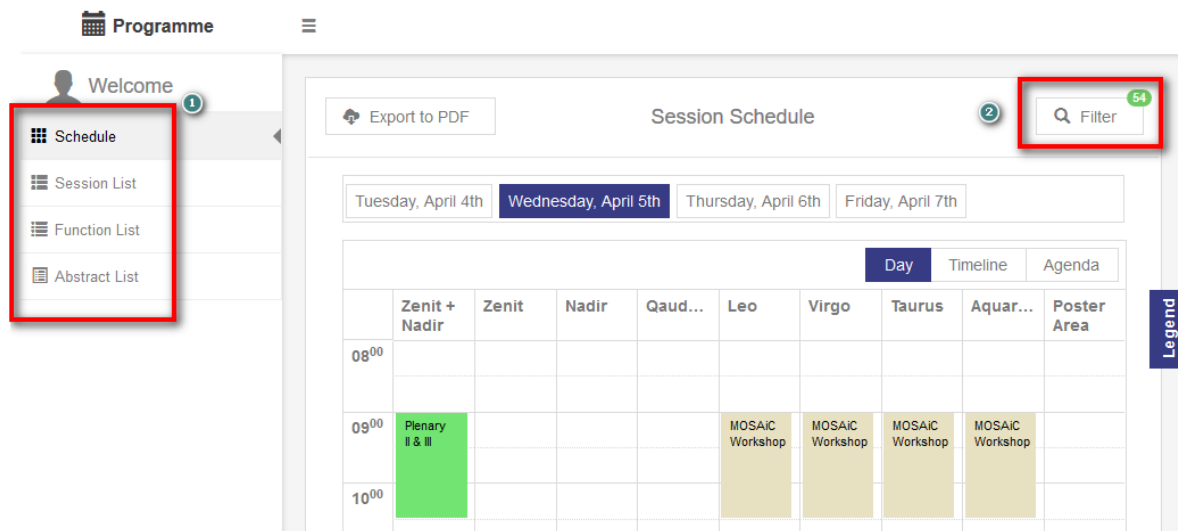 Programme
Welcome
1
Schedule
Session List
Function List
Abstract List
Export to PDF
Session Schedule
2
Filter
54
Tuesday, April 4th
Wednesday, April 5th
Thursday, April 6th
Friday, April 7th
Day
Timeline
Agenda
Zenit +
Nadir
Zenit
Nadir
Qaud...
Leo
Virgo
Taurus
Aquar...
Poster
Area
Legend
0800
0900
Plenary
II & III
MOSAiC
Workshop
MOSAiC
Workshop
MOSAiC
Workshop
MOSAiC
Workshop
1000